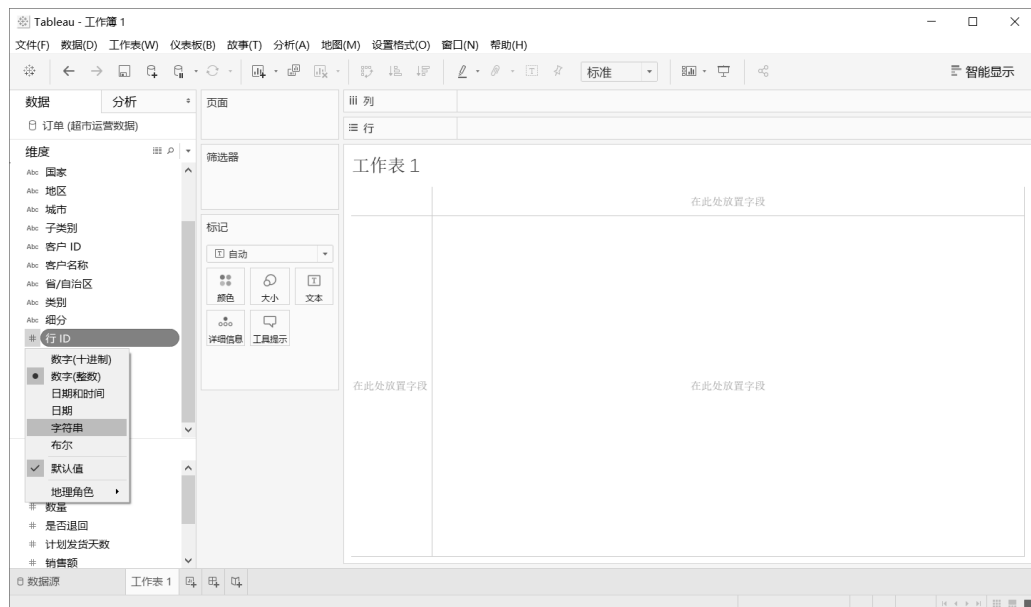 Tableau - 工作簿 1
文件(F) 数据(D) 工作表(W) 仪表板(B) 故事(T) 分析(A) 地图(M) 设置格式(O) 窗口(N) 帮助(H)
标准
智能显示
数据 分析
订单 (超市运营数据)
维度
Abc 国家
Abc 地区
Abc 城市
Abc 子类别
Abc 客户 ID
Abc 客户名称
Abc 省/自治区
Abc 类别
Abc 细分
# 行 ID
数字(十进制)
数字(整数)
日期和时间
日期
字符串
布尔
默认值
地理角色
# 数量
# 是否退回
# 计划发货天数
# 销售额
页面
筛选器
标记
自动
颜色 大小 文本
详细信息 工具提示
列
行
工作表 1
在此处放置字段
在此处放置字段 在此处放置字段
数据源 工作表 1